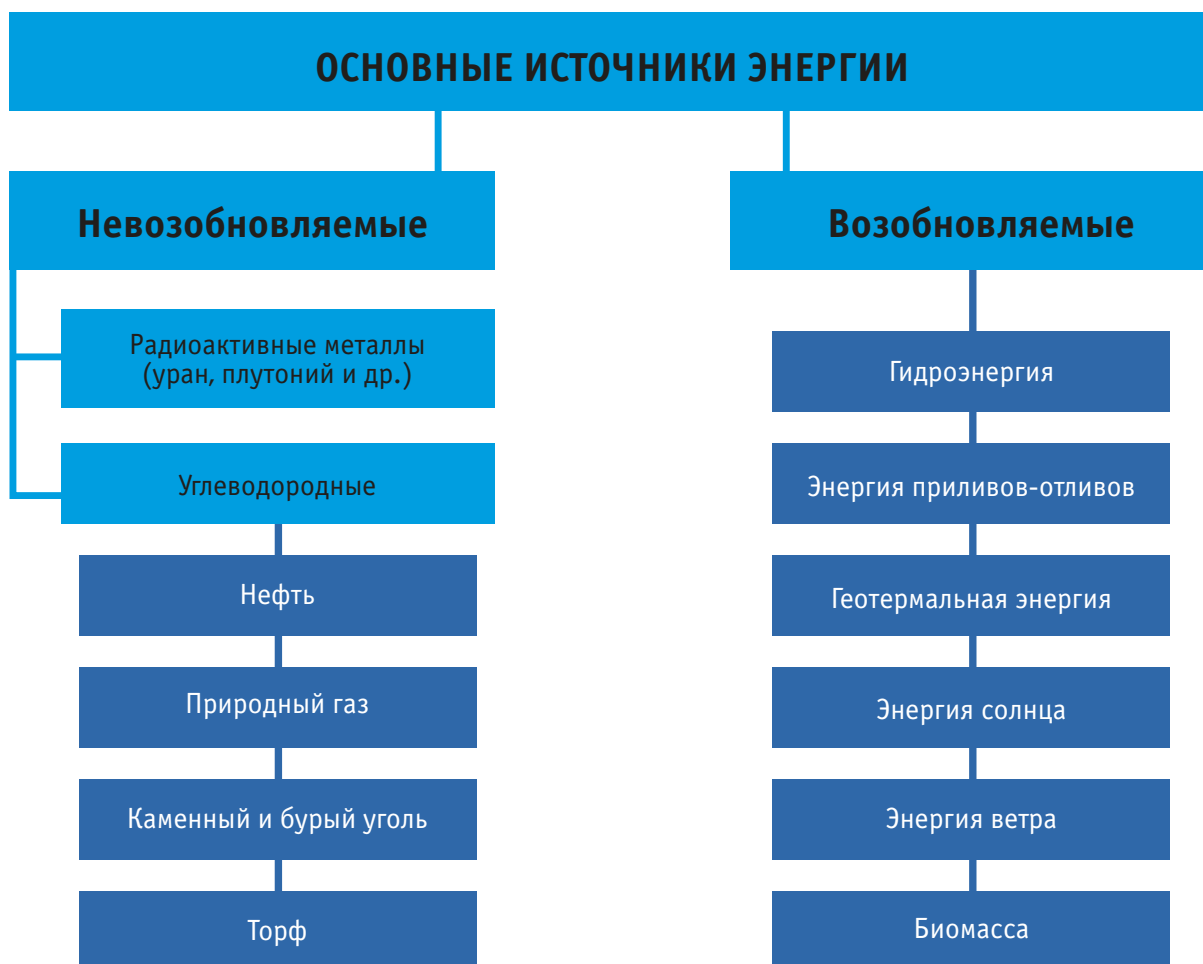 ОСНОВНЫЕ ИСТОЧНИКИ ЭНЕРГИИ
Невозобновляемые
Радиоактивные металлы
(уран, плутоний и др.)
Углеводородные
Нефть
Природный газ
Каменный и бурый уголь
Торф
Возобновляемые
Гидроэнергия
Энергия приливов-отливов
Геотермальная энергия
Энергия солнца
Энергия ветра
Биомасса